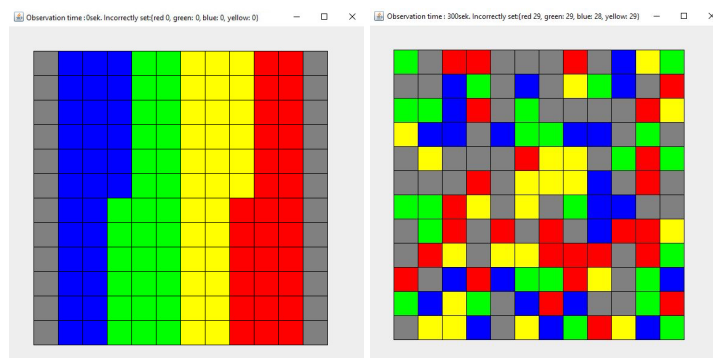 Observation time :0sek. Incorrectly set:(red 0, green: 0, blue: 0, yellow: 0)
Observation time : 300sek. Incorrectly set:(red 29, green: 29, blue: 28, yellow: 29)